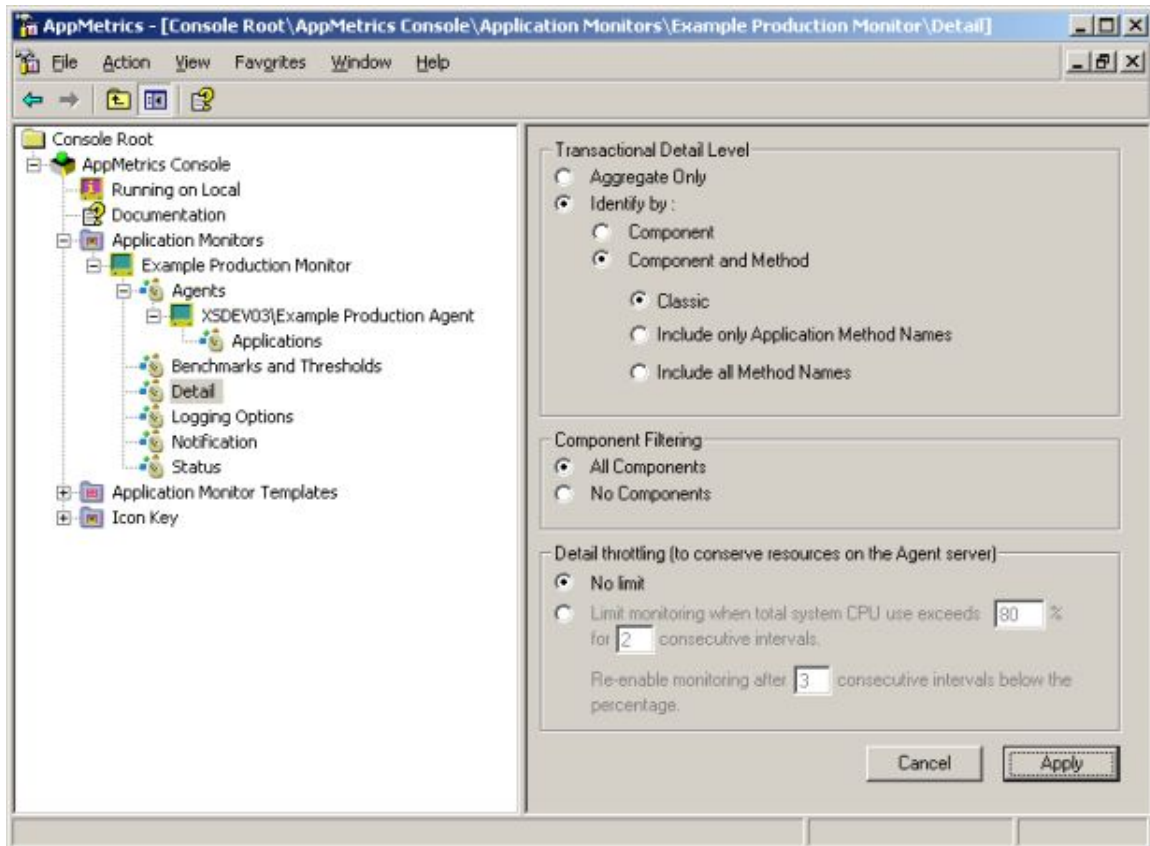 AppMetrics - [Console Root\AppMetrics Console\Application Monitors\Example Production Monitor\Detail]
File Action View Favorites Window Help
Console Root
AppMetrics Console
Running on Local
Documentation
Application Monitors
Example Production Monitor
Agents
XSDEV03\Example Production Agent
Applications
Benchmarks and Thresholds
Detail
Logging Options
Notification
Status
Application Monitor Templates
Icon Key
Transactional Detail Level
Aggregate Only
Identify by :
Component
Component and Method
Classic
Include only Application Method Names
Include all Method Names
Component Filtering
All Components
No Components
Detail throttling (to conserve resources on the Agent server)
No limit
Limit monitoring when total system CPU use exceeds 80 %
for 2 consecutive intervals.
Re-enable monitoring after 3 consecutive intervals below the
percentage.
Cancel Apply